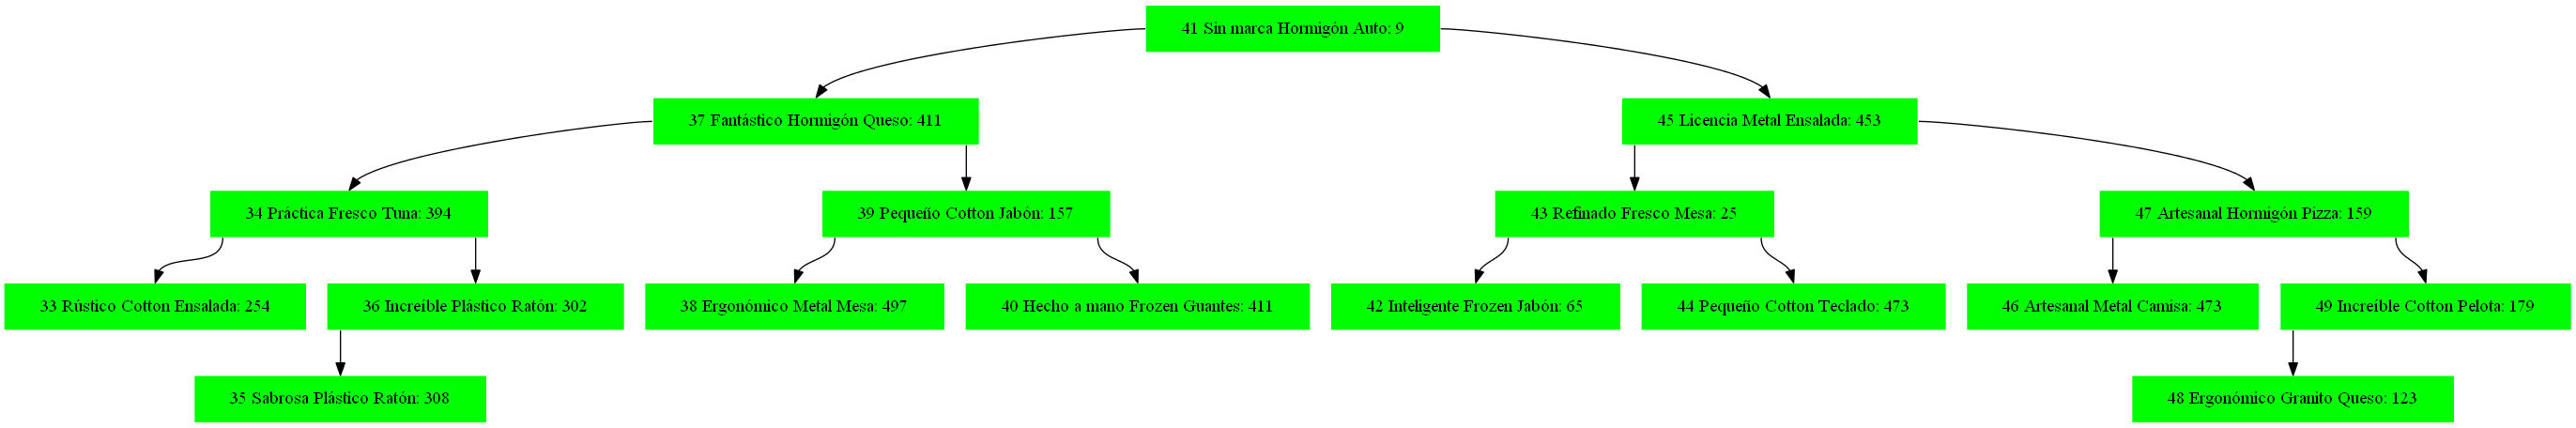 41 Sin marca Hormigón Auto: 9
37 Fantástico Hormigón Queso: 411
45 Licencia Metal Ensalada: 453
34 Práctica Fresco Tuna: 394
39 Pequeño Cotton Jabón: 157
43 Refinado Fresco Mesa: 25
47 Artesanal Hormigón Pizza: 159
33 Rústico Cotton Ensalada: 254
36 Increíble Plástico Ratón: 302
38 Ergonómico Metal Mesa: 497
40 Hecho a mano Frozen Guantes: 411
42 Inteligente Frozen Jabón: 65
44 Pequeño Cotton Teclado: 473
46 Artesanal Metal Camisa: 473
49 Increíble Cotton Pelota: 179
35 Sabrosa Plástico Ratón: 308
48 Ergonómico Granito Queso: 123